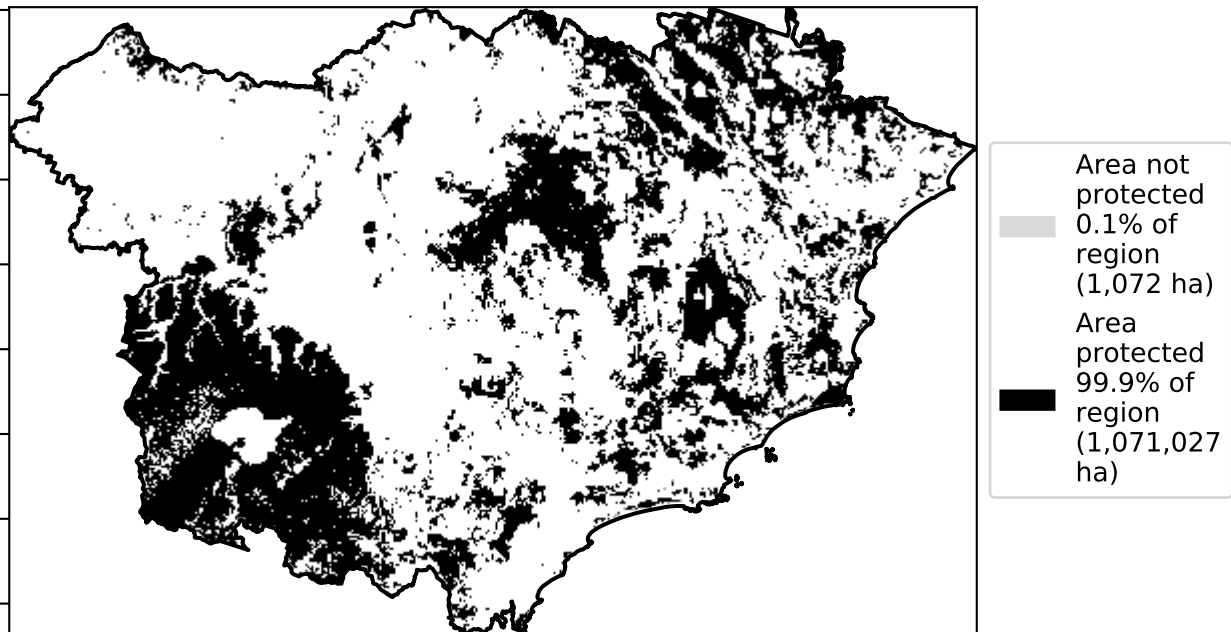 Area not
protected
0.1% of
region
(1,072 ha)
Area
protected
99.9% of
region
(1,071,027
ha)